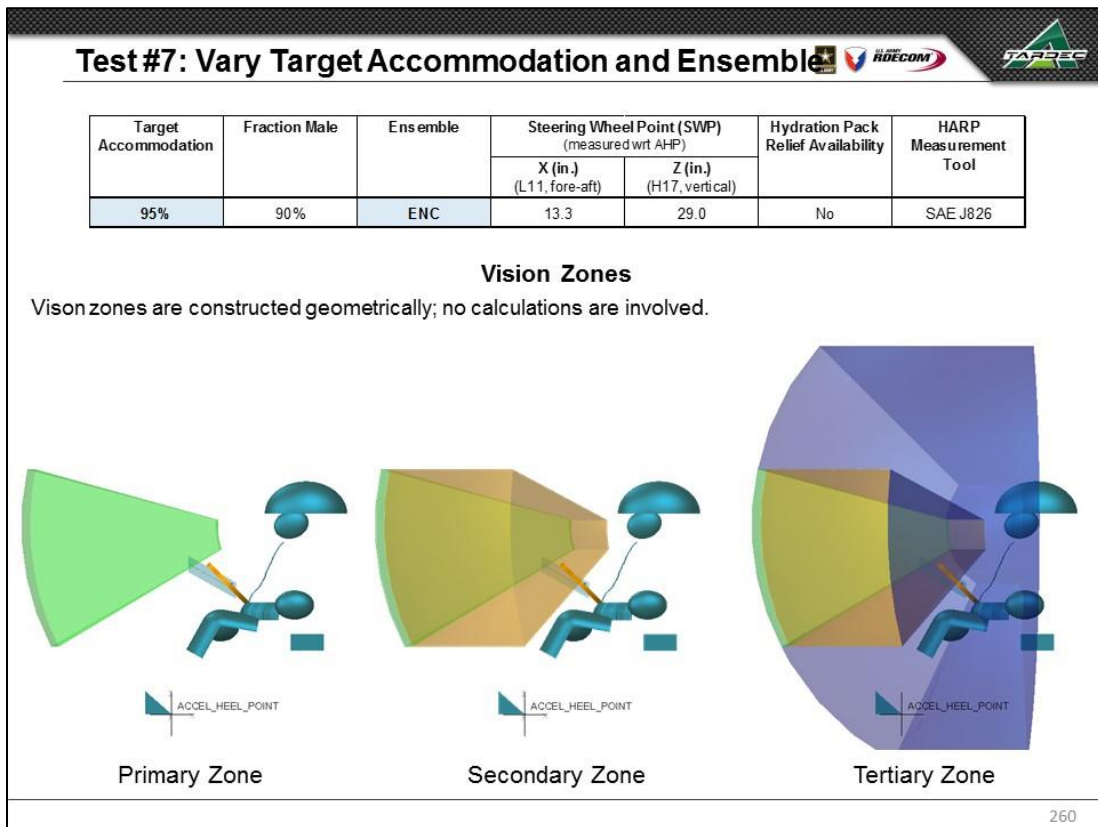 Test #7: Vary Target Accommodation and Ensemble
U.S. ARMY
RDECOM
TARDEC
Target Accommodation
Fraction Male
Ensemble
Steering Wheel Point (SWP)
(measured wrt AHP)
Hydration Pack Relief Availability
HARP Measurement Tool
X (in.)
(L11, fore-aft)
Z (in.)
(H17, vertical)
95% 90% ENC 13.3 29.0 No SAE J826
Vision Zones
Vison zones are constructed geometrically; no calculations are involved.
ACCEL_HEEL_POINT
ACCEL_HEEL_POINT
ACCEL_HEEL_POINT
Primary Zone
Secondary Zone
Tertiary Zone
260